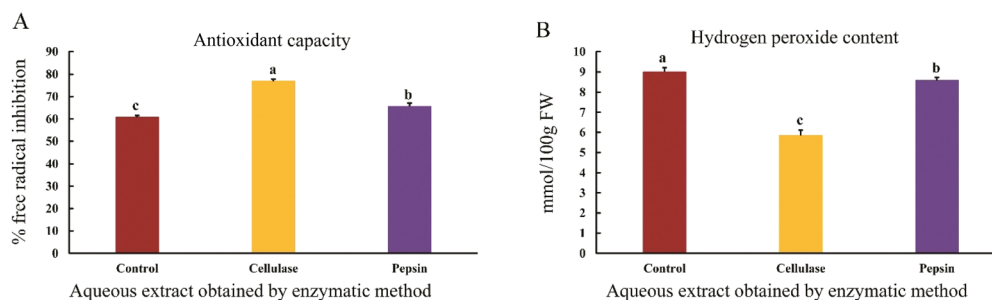 A
Antioxidant capacity
% free radical inhibition
90
80
70
60
50
40
30
20
10
0
c
a
b
Control
Cellulase
Pepsin
Aqueous extract obtained by enzymatic method
B
Hydrogen peroxide content
mmol/100g FW
10
9
8
7
6
5
4
3
2
1
0
a
c
b
Control
Cellulase
Pepsin
Aqueous extract obtained by enzymatic method